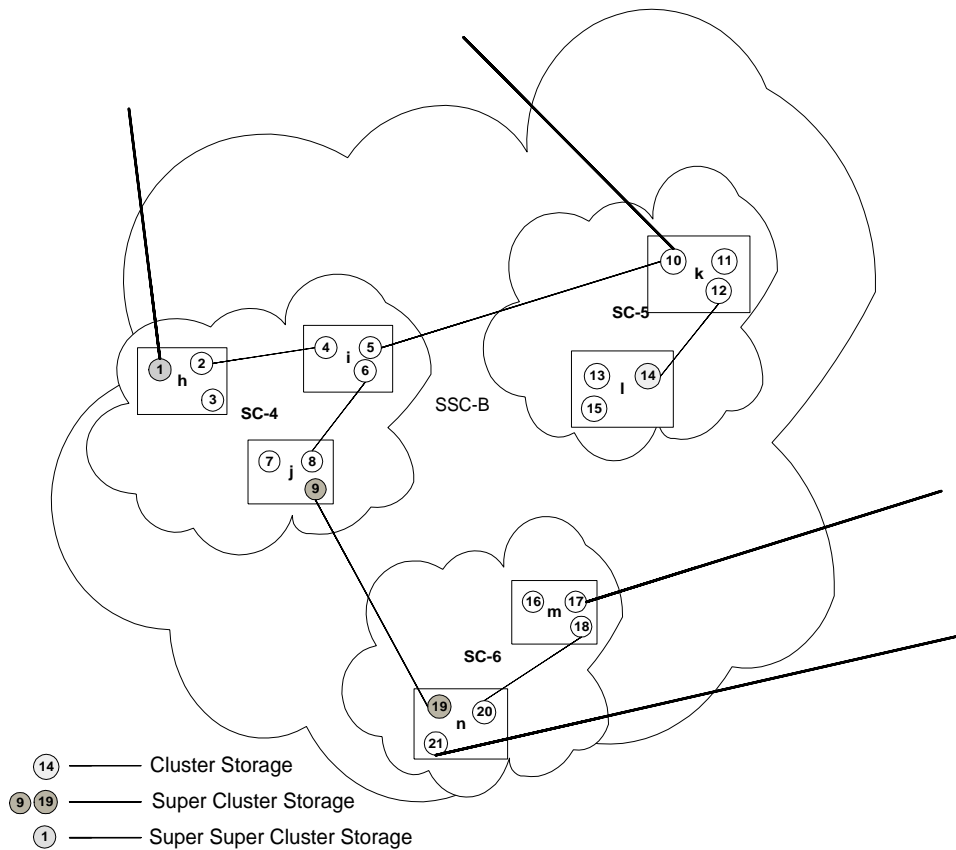 10
11
k
12
SC-5
4
5
i
6
2
1
h
3
SC-4
SSC-B
13
14
l
15
7
8
j
9
16
17
m
18
SC-6
19
20
n
21
14 Cluster Storage
9 19 Super Cluster Storage
1 Super Super Cluster Storage